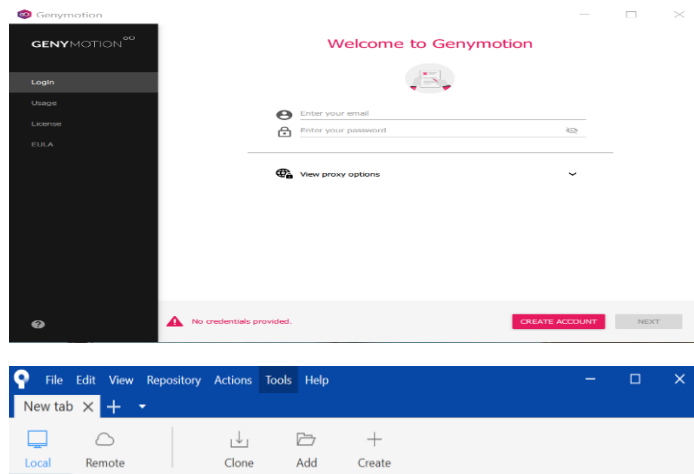 Genymotion
GENYMOTION
Welcome to Genymotion
Login
Usage
License
EULA
Enter your email
Enter your password
View proxy options
No credentials provided.
CREATE ACCOUNT NEXT
File Edit View Repository Actions Tools Help
New tab
Local Remote Clone Add Create